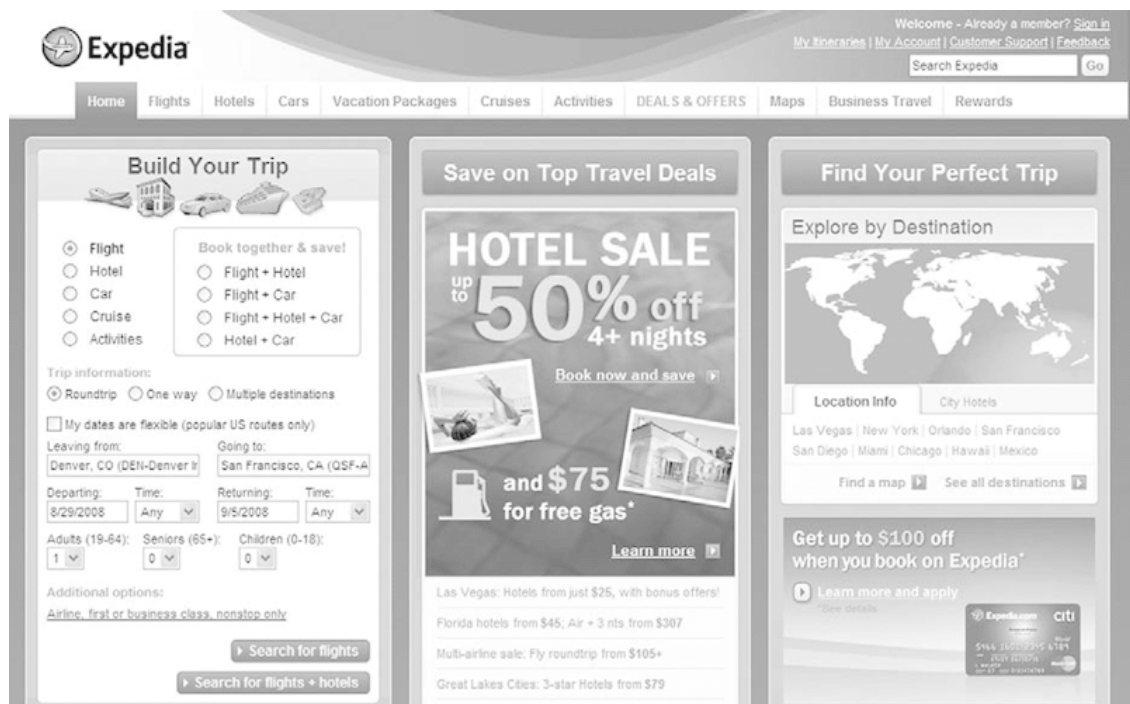 Expedia
Welcome - Already a member? Sign in
My Itineraries | My Account | Customer Support | Feedback
Search Expedia Go
Home Flights Hotels Cars Vacation Packages Cruises Activities DEALS & OFFERS Maps Business Travel Rewards
Build Your Trip
Flight
Hotel
Car
Cruise
Activities
Book together & save!
Flight + Hotel
Flight + Car
Flight + Hotel + Car
Hotel + Car
Trip information:
Roundtrip One way Multiple destinations
My dates are flexible (popular US routes only)
Leaving from: Going to:
Denver, CO (DEN-Denver Ir San Francisco, CA (QSF-A
Departing: Time: Returning: Time:
8/29/2008 Any 9/5/2008 Any
Adults (19-64): Seniors (65+): Children (0-18):
1 0 0
Additional options:
Airline, first or business class, nonstop only
Search for flights
Search for flights + hotels
Save on Top Travel Deals
HOTEL SALE
up to 50% off
4+ nights
Book now and save
and $75
for free gas*
Learn more
Las Vegas: Hotels from just $25, with bonus offers!
Florida hotels from $45; Air + 3 nts from $307
Multi-airline sale: Fly roundtrip from $105+
Great Lakes Cities: 3-star Hotels from $79
Find Your Perfect Trip
Explore by Destination
Location Info City Hotels
Las Vegas | New York | Orlando | San Francisco
San Diego | Miami | Chicago | Hawaii | Mexico
Find a map See all destinations
Get up to $100 off
when you book on Expedia*
Learn more and apply
*See details
Expedia.com citi